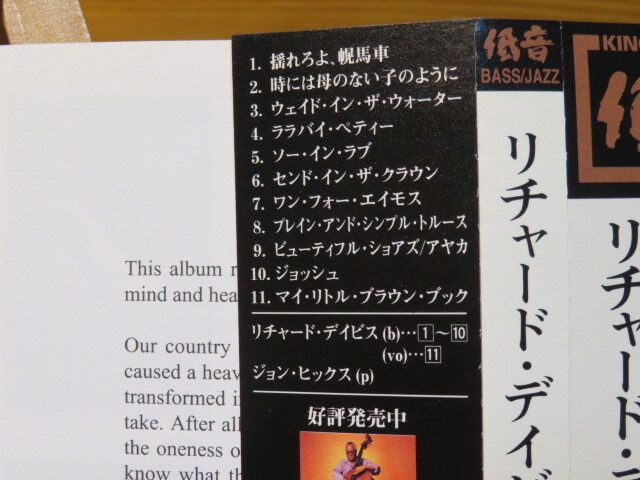 1. 揺れろよ、幌馬車
2. 時には母のない子のように
3. ウェイド・イン・ザ・ウォーター
4. ララバイ・ペティー
5. ソー・イン・ラブ
6. センド・イン・ザ・クラウン
7. ワン・フォー・エイモス
8. プレイン・アンド・シンプル・トルース
9. ビューティフル・ショアズ/アヤカ
10. ジョッシュ
11. マイ・リトル・ブラウン・ブック
リチャード・デイビス (b)…1〜10
(vo)…11
ジョン・ヒックス (p)
好評発売中
低音
BASS/JAZZ
リチャード・デイビ
KING
低
リチャード・デ
This album
mind and hea
Our country
caused a heav
transformed i
take. After all
the oneness o
know what th